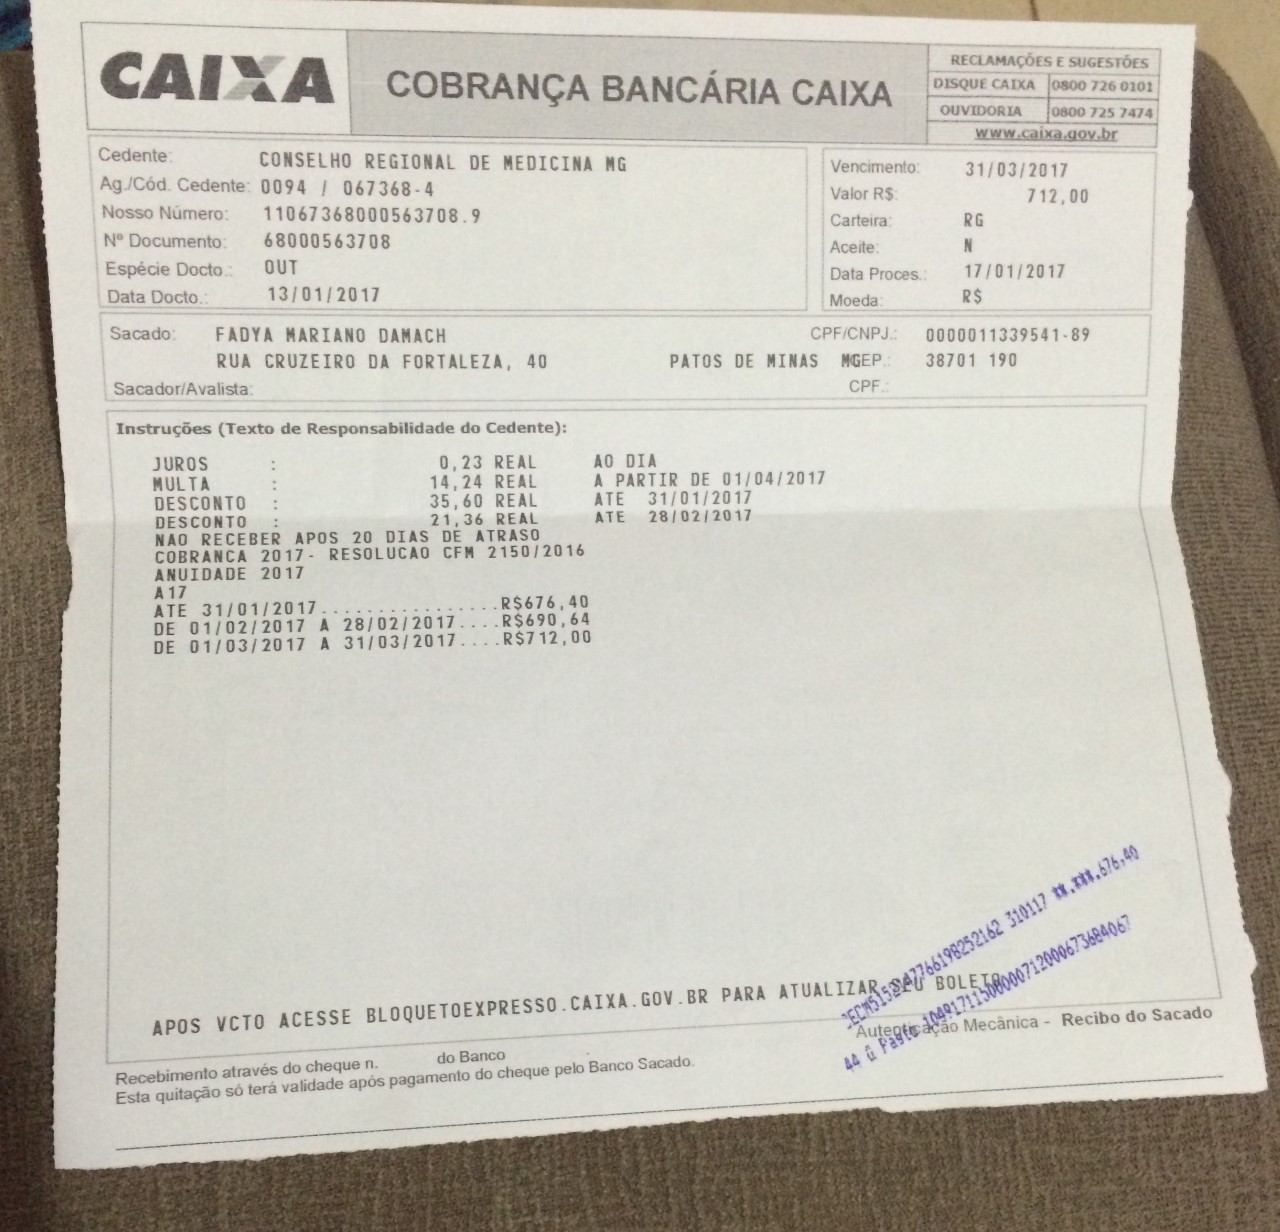 CAIXA
COBRANÇA BANCÁRIA CAIXA
RECLAMAÇÕES E SUGESTÕES
DISQUE CAIXA 0800 726 0101
OUVIDORIA 0800 725 7474
www.caixa.gov.br
Cedente: CONSELHO REGIONAL DE MEDICINA MG
Ag./Cód. Cedente: 0094 / 067368-4
Nosso Número: 11067368000563708.9
Nº Documento: 68000563708
Espécie Docto.: OUT
Data Docto.: 13/01/2017
Vencimento: 31/03/2017
Valor R$: 712,00
Carteira: RG
Aceite: N
Data Proces.: 17/01/2017
Moeda: R$
Sacado: FADYA MARIANO DAMACH CPF/CNPJ.: 0000011339541-89
RUA CRUZEIRO DA FORTALEZA, 40 PATOS DE MINAS MGEP.: 38701 190
Sacador/Avalista: CPF.:
Instruções (Texto de Responsabilidade do Cedente):
JUROS : 0,23 REAL AO DIA
MULTA : 14,24 REAL A PARTIR DE 01/04/2017
DESCONTO : 35,60 REAL ATE 31/01/2017
DESCONTO : 21,36 REAL ATE 28/02/2017
NAO RECEBER APOS 20 DIAS DE ATRASO
COBRANCA 2017- RESOLUCAO CFM 2150/2016
ANUIDADE 2017
A17
ATE 31/01/2017................R$676,40
DE 01/02/2017 A 28/02/2017....R$690,64
DE 01/03/2017 A 31/03/2017....R$712,00
310117 **.***.676,40
APOS VCTO ACESSE BLOQUETOEXPRESSO.CAIXA.GOV.BR PARA ATUALIZAR SEU BOLETO
Autenticação Mecânica - Recibo do Sacado
Recebimento através do cheque n. do Banco .
Esta quitação só terá validade após pagamento do cheque pelo Banco Sacado.